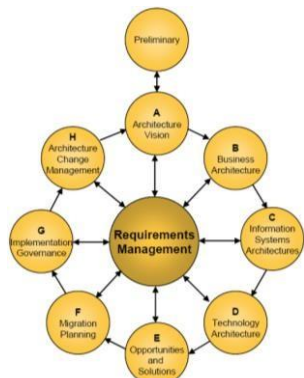 Preliminary
A
Architecture
Vision
B
Business
Architecture
C
Information
Systems
Architectures
D
Technology
Architecture
E
Opportunities
and
Solutions
F
Migration
Planning
G
Implementation
Governance
H
Architecture
Change
Management
Requirements
Management